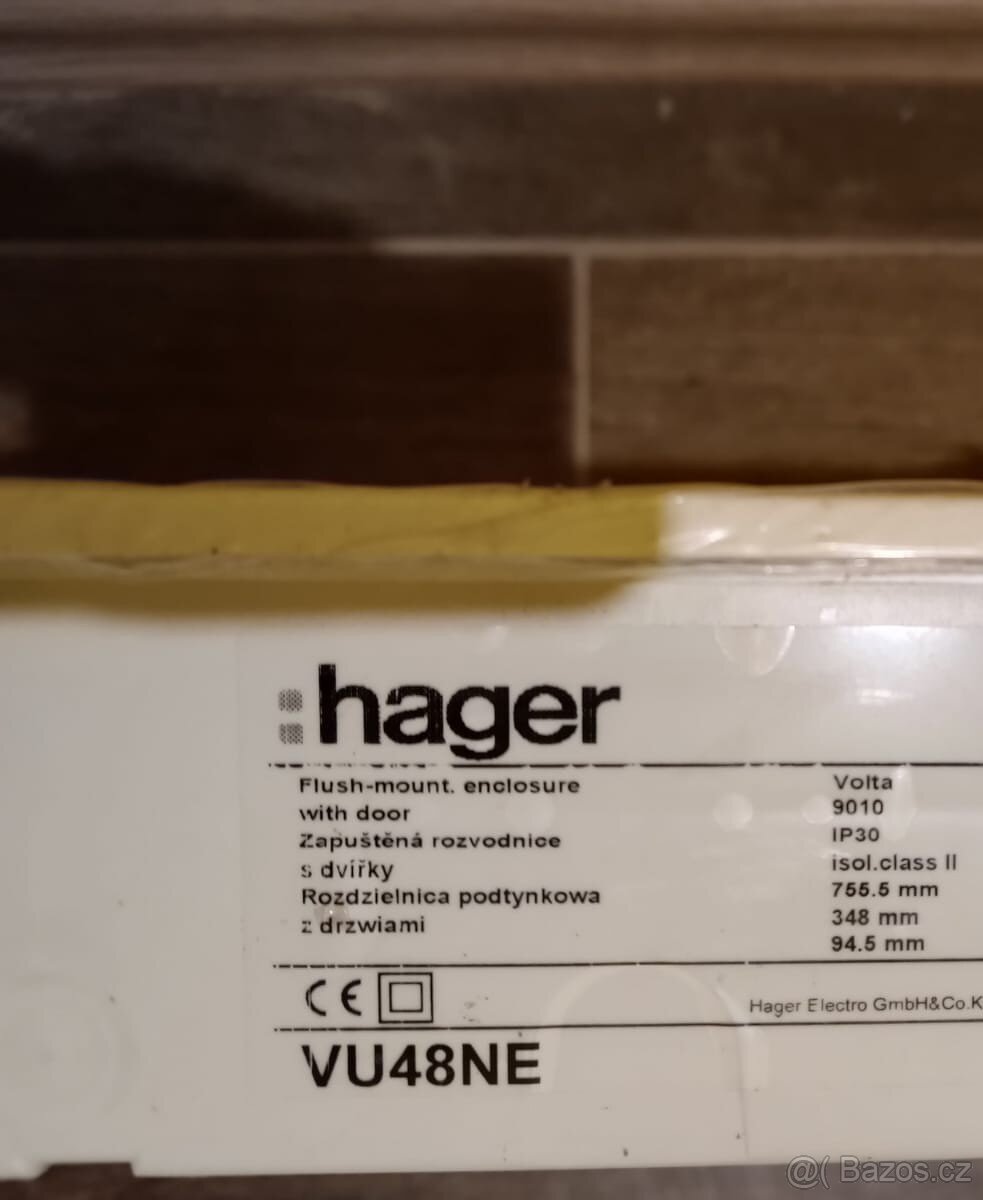 hager
Flush-mount. enclosure
with door
Zapuštěná rozvodnice
s dvířky
Rozdzielnica podtynkowa
z drzwiami
Volta
9010
IP30
isol.class II
755.5 mm
348 mm
94.5 mm
CE
Hager Electro GmbH&Co.K
VU48NE
@( Bazoš.cz